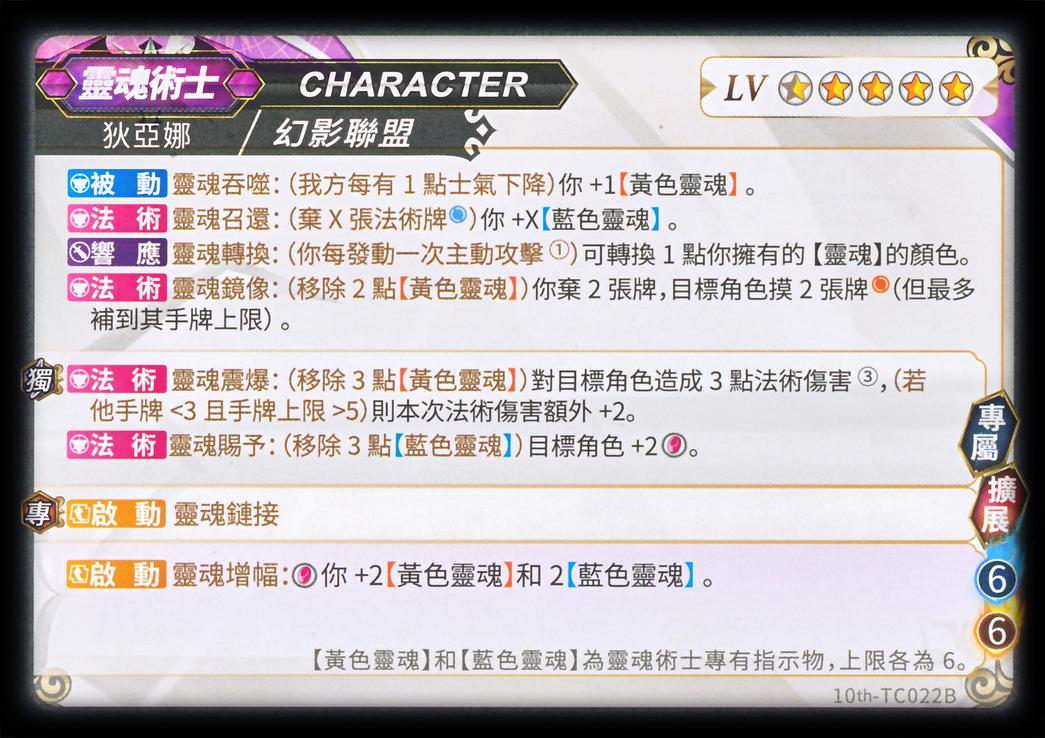 靈魂術士 CHARACTER LV
狄亞娜 / 幻影聯盟
被動 靈魂吞噬：（我方每有 1 點士氣下降）你 +1【黃色靈魂】。
法術 靈魂召還：（棄 X 張法術牌）你 +X【藍色靈魂】。
響應 靈魂轉換：（你每發動一次主動攻擊 ①）可轉換 1 點你擁有的【靈魂】的顏色。
法術 靈魂鏡像：（移除 2 點【黃色靈魂】）你棄 2 張牌，目標角色摸 2 張牌（但最多
補到其手牌上限）。
獨 法術 靈魂震爆：（移除 3 點【黃色靈魂】）對目標角色造成 3 點法術傷害 ③，（若
他手牌 <3 且手牌上限 >5）則本次法術傷害額外 +2。
法術 靈魂賜予：（移除 3 點【藍色靈魂】）目標角色 +2。
專屬
專 啟動 靈魂鏈接
擴展
啟動 靈魂增幅：你 +2【黃色靈魂】和 2【藍色靈魂】。
6
6
【黃色靈魂】和【藍色靈魂】為靈魂術士專有指示物，上限各為 6。
10th-TC022B